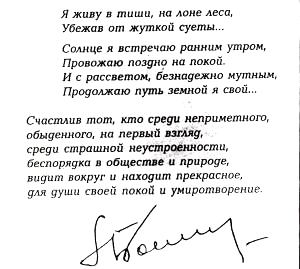 Я живу в тиши, на лоне леса,
Убежав от жуткой суеты...
Солнце я встречаю ранним утром,
Провожаю поздно на покой.
И с рассветом, безнадежно мутным,
Продолжаю путь земной я свой...
Счастлив тот, кто среди неприметного,
обыденного, на первый взгляд,
среди страшной неустроенности,
беспорядка в обществе и природе,
видит вокруг и находит прекрасное,
для души своей покой и умиротворение.